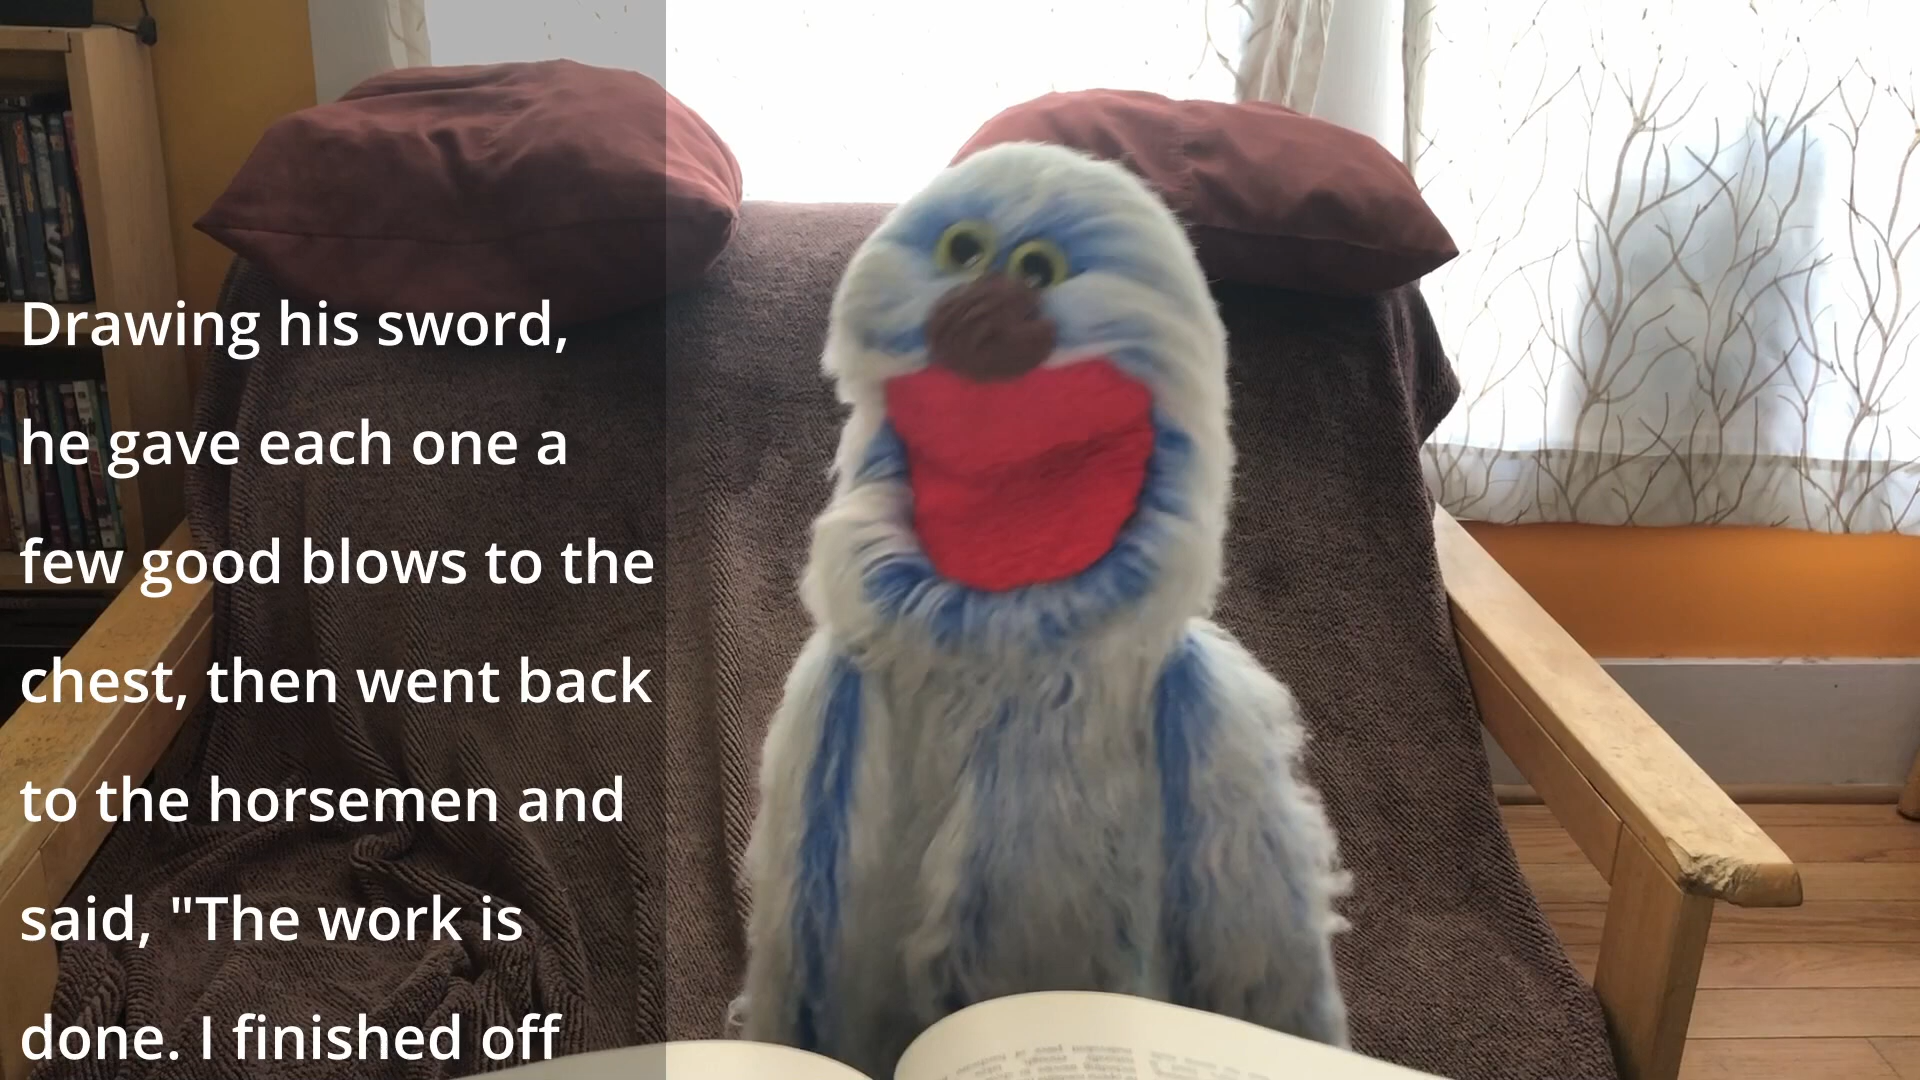 Drawing his sword,
he gave each one a
few good blows to the
chest, then went back
to the horsemen and
said, "The work is
done. I finished off